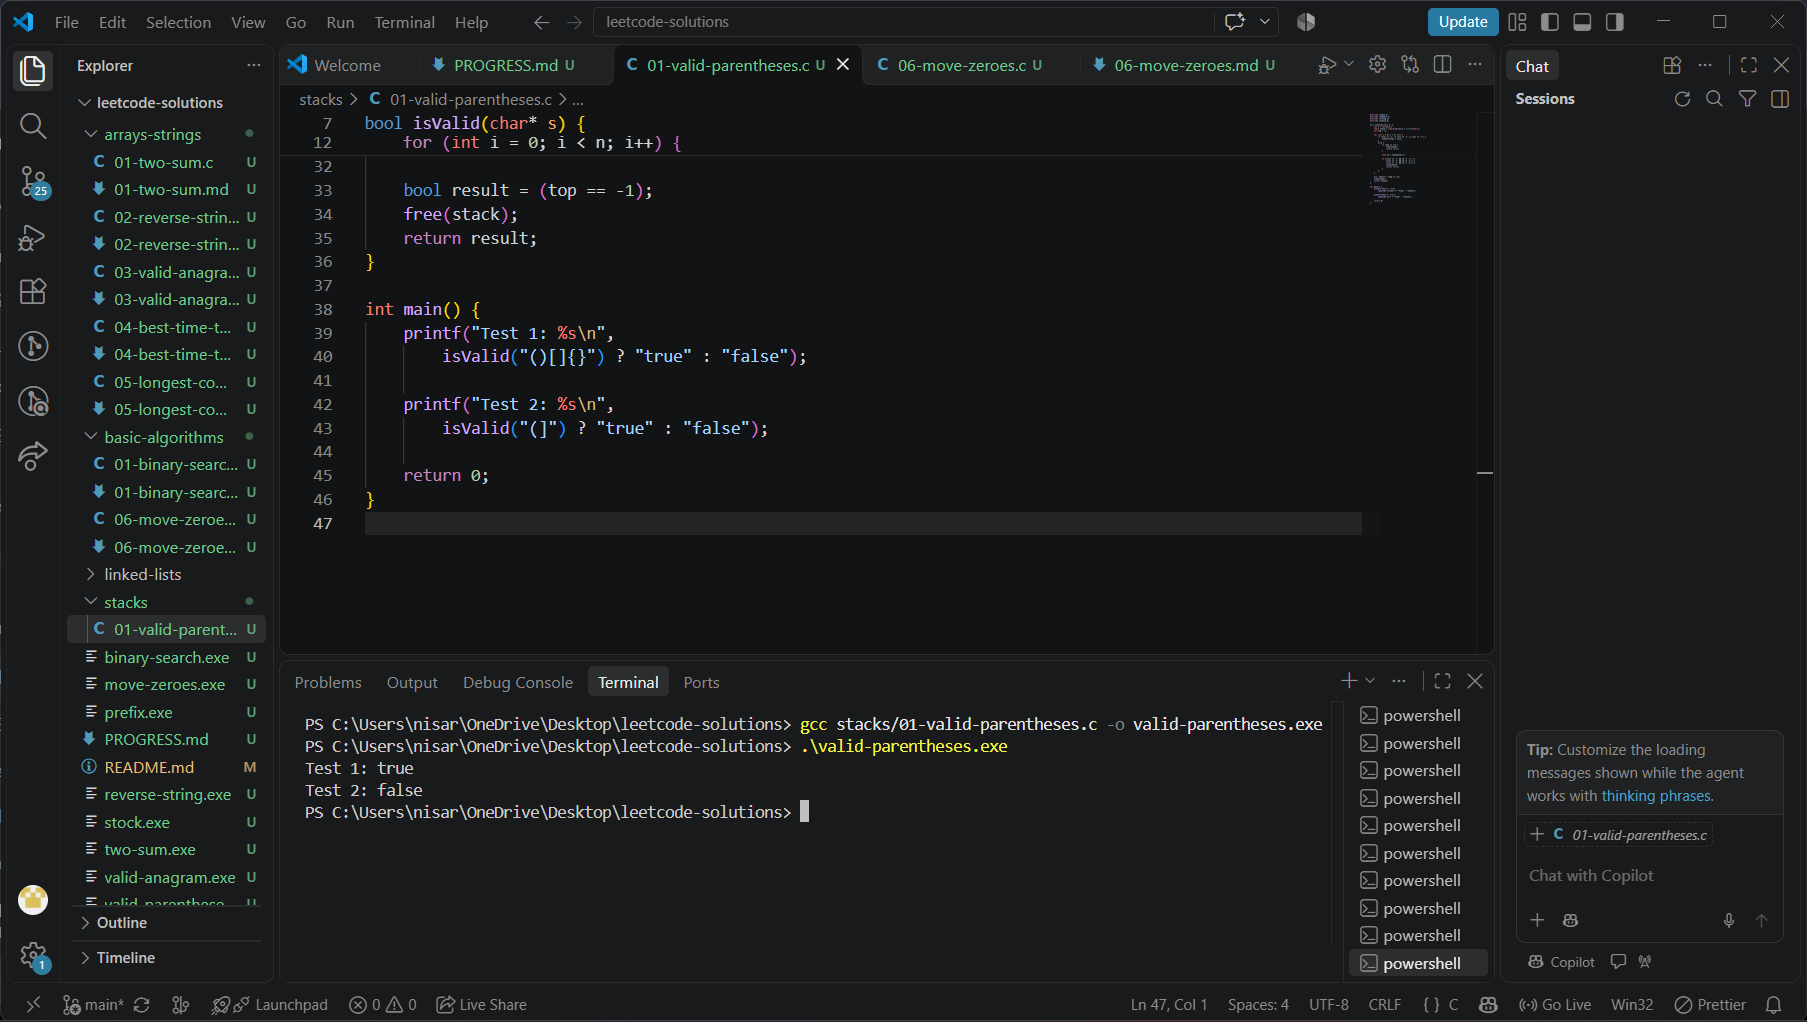 File Edit Selection View Go Run Terminal Help
leetcode-solutions
Update
Explorer
leetcode-solutions
arrays-strings
C 01-two-sum.c U
01-two-sum.md U
C 02-reverse-strin... U
02-reverse-strin... U
C 03-valid-anagra... U
03-valid-anagra... U
C 04-best-time-t... U
04-best-time-t... U
C 05-longest-co... U
05-longest-co... U
basic-algorithms
C 01-binary-searc... U
01-binary-searc... U
C 06-move-zeroe... U
06-move-zeroe... U
linked-lists
stacks
C 01-valid-parent... U
binary-search.exe U
move-zeroes.exe U
prefix.exe U
PROGRESS.md U
README.md M
reverse-string.exe U
stock.exe U
two-sum.exe U
valid-anagram.exe U
Outline
Timeline
25
1
Welcome
PROGRESS.md U
C 01-valid-parentheses.c U
C 06-move-zeroes.c U
06-move-zeroes.md U
stacks > C 01-valid-parentheses.c > ...
7 bool isValid(char* s) {
12 for (int i = 0; i < n; i++) {
32
33 bool result = (top == -1);
34 free(stack);
35 return result;
36 }
37
38 int main() {
39 printf("Test 1: %s\n",
40 isValid("()[]{}") ? "true" : "false");
41
42 printf("Test 2: %s\n",
43 isValid("(]") ? "true" : "false");
44
45 return 0;
46 }
47
Problems Output Debug Console Terminal Ports
PS C:\Users\nisar\OneDrive\Desktop\leetcode-solutions> gcc stacks/01-valid-parentheses.c -o valid-parentheses.exe
PS C:\Users\nisar\OneDrive\Desktop\leetcode-solutions> .\valid-parentheses.exe
Test 1: true
Test 2: false
PS C:\Users\nisar\OneDrive\Desktop\leetcode-solutions>
powershell
powershell
powershell
powershell
powershell
powershell
powershell
powershell
powershell
powershell
Chat
Sessions
Tip: Customize the loading
messages shown while the agent
works with thinking phrases.
C 01-valid-parentheses.c
Chat with Copilot
Copilot
main* Launchpad 0 0 Live Share
Ln 47, Col 1 Spaces: 4 UTF-8 CRLF {} C Go Live Win32 Prettier